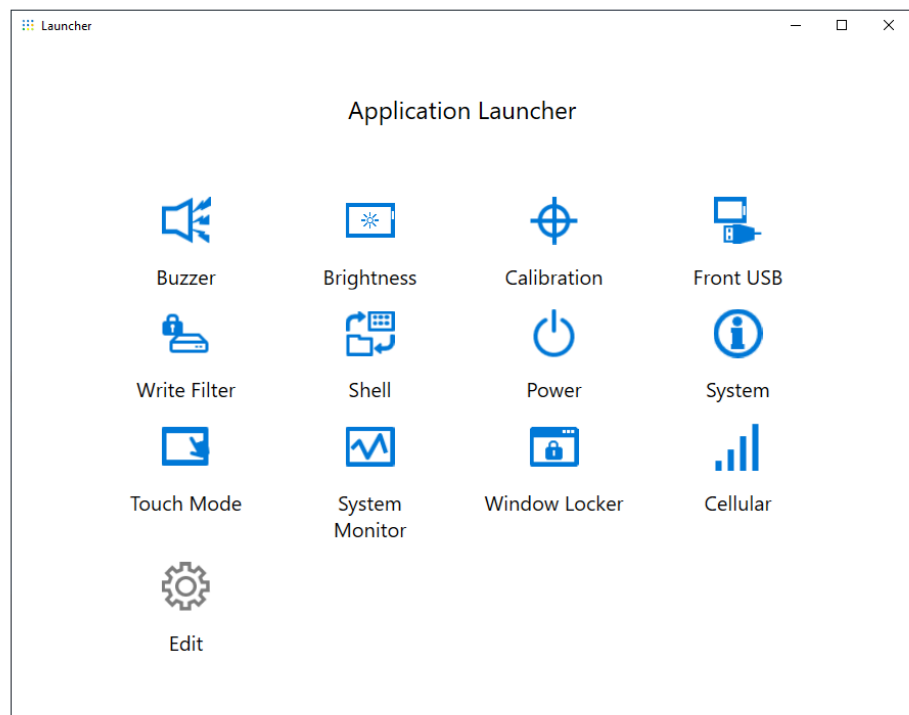 Launcher
Application Launcher
Buzzer
Brightness
Calibration
Front USB
Write Filter
Shell
Power
System
Touch Mode
System
Monitor
Window Locker
Cellular
Edit